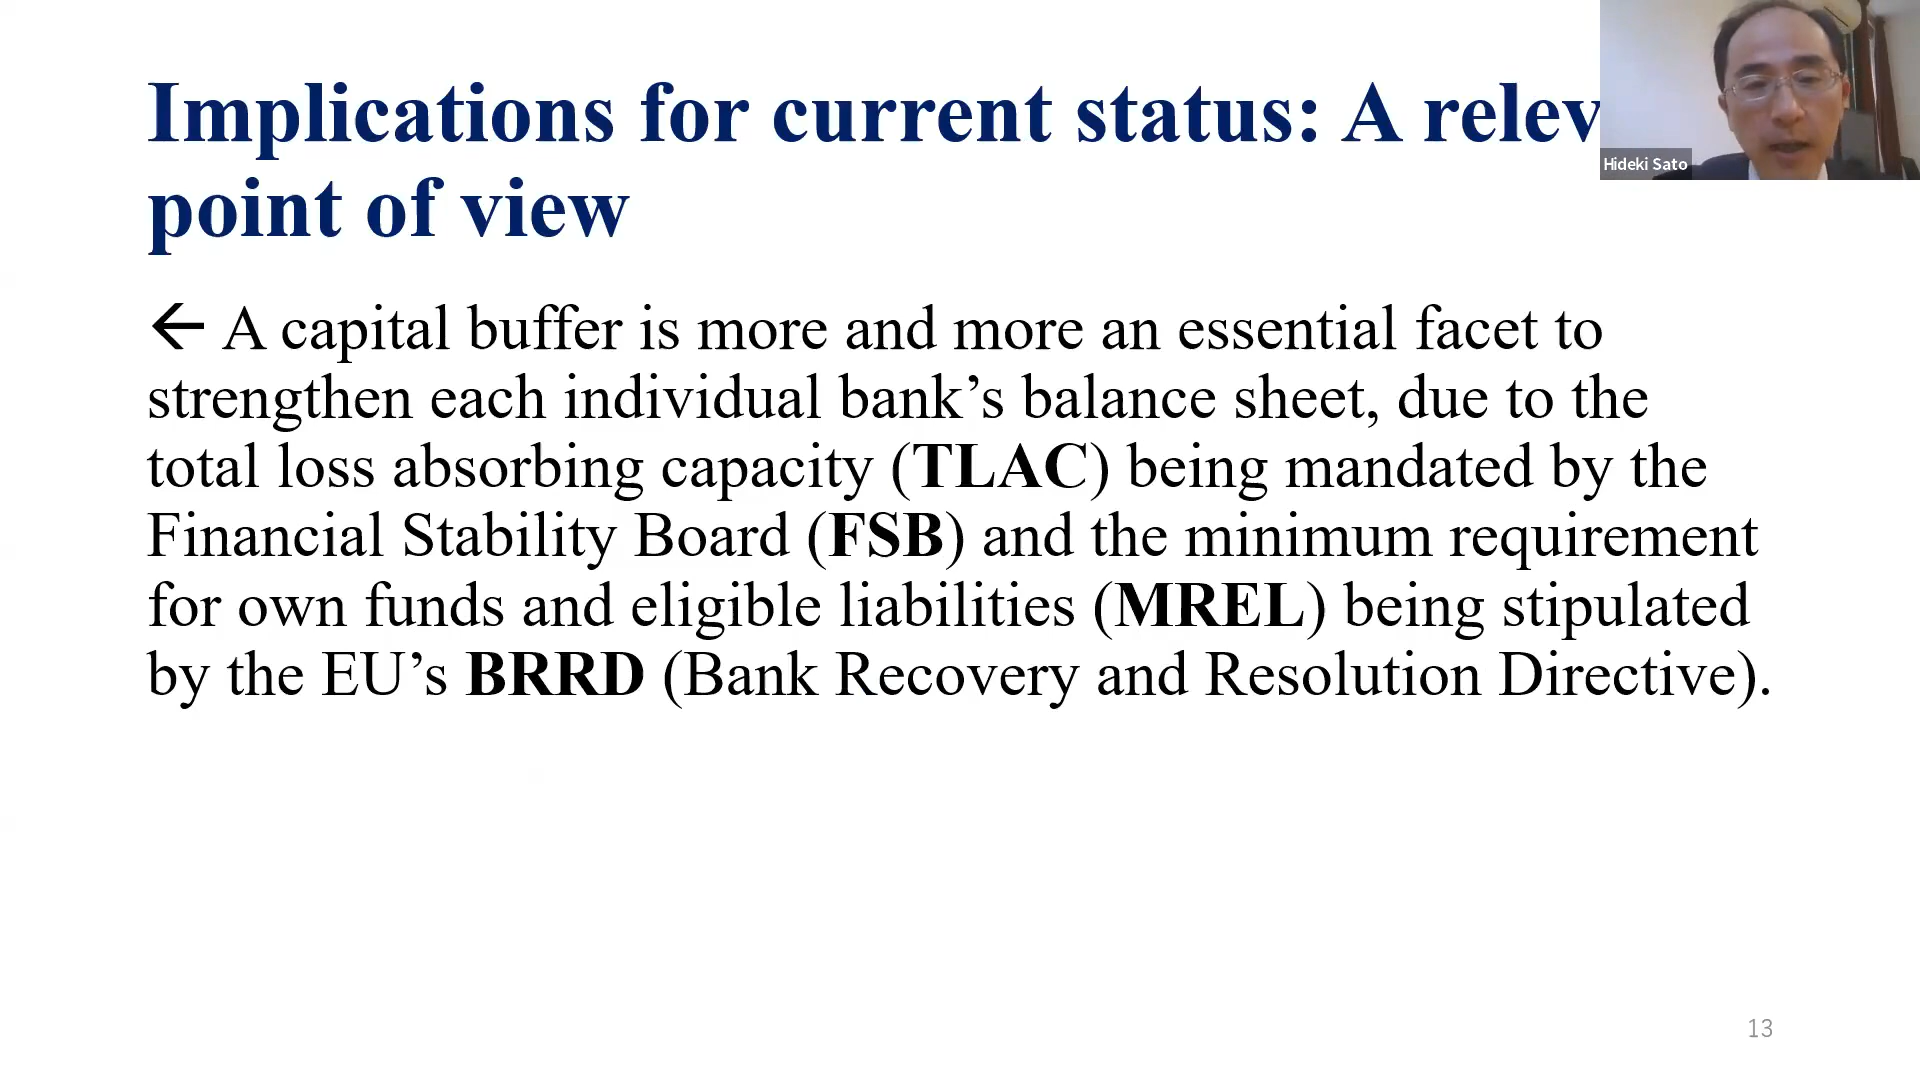 Implications for current status: A relev
point of view
Hideki Sato
← A capital buffer is more and more an essential facet to
strengthen each individual bank’s balance sheet, due to the
total loss absorbing capacity (TLAC) being mandated by the
Financial Stability Board (FSB) and the minimum requirement
for own funds and eligible liabilities (MREL) being stipulated
by the EU’s BRRD (Bank Recovery and Resolution Directive).
13